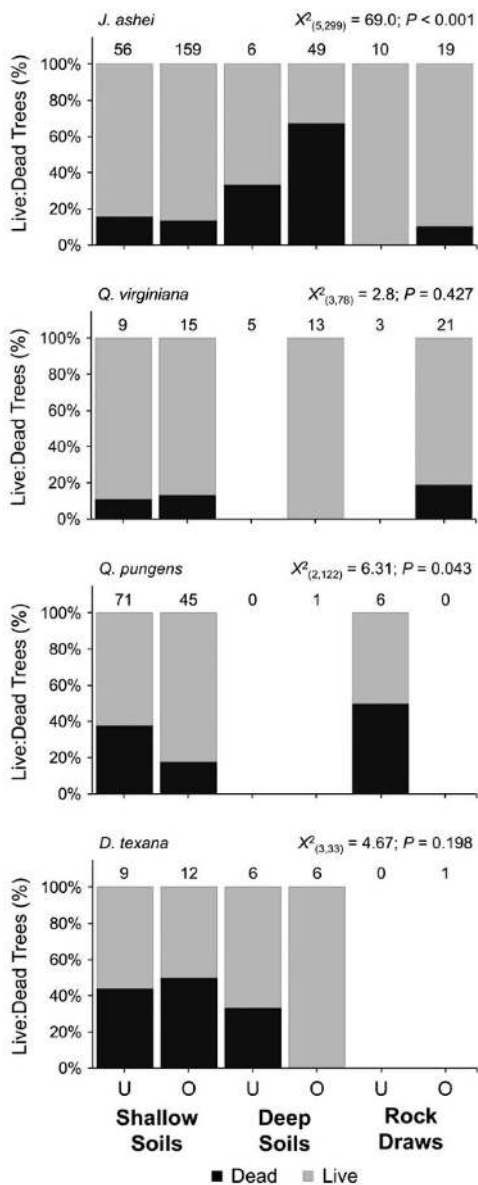 J. ashei X²(5,299) = 69.0; P < 0.001
56 159 6 49 10 19
100%
80%
60%
40%
20%
0%
Live:Dead Trees (%)
Q. virginiana X²(3,78) = 2.8; P = 0.427
9 15 5 13 3 21
100%
80%
60%
40%
20%
0%
Live:Dead Trees (%)
Q. pungens X²(2,122) = 6.31; P = 0.043
71 45 0 1 6 0
100%
80%
60%
40%
20%
0%
Live:Dead Trees (%)
D. texana X²(3,33) = 4.67; P = 0.198
9 12 6 6 0 1
100%
80%
60%
40%
20%
0%
Live:Dead Trees (%)
U O U O U O
Shallow Deep Rock
Soils Soils Draws
Dead Live